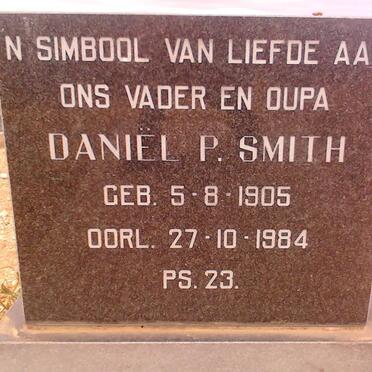 N SIMBOOL VAN LIEFDE AA
ONS VADER EN OUPA
DANIËL P. SMITH
GEB. 5-8-1905
OORL. 27-10-1984
PS. 23.